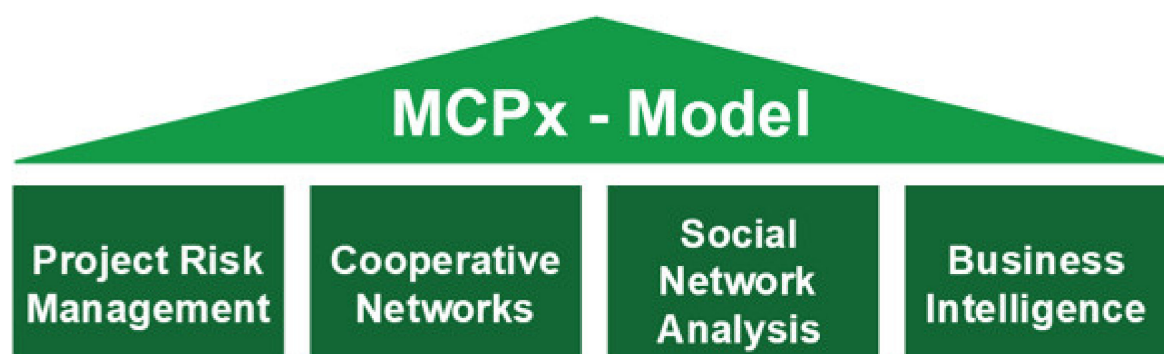 MCPx - Model
Project Risk
Management
Cooperative
Networks
Social
Network
Analysis
Business
Intelligence